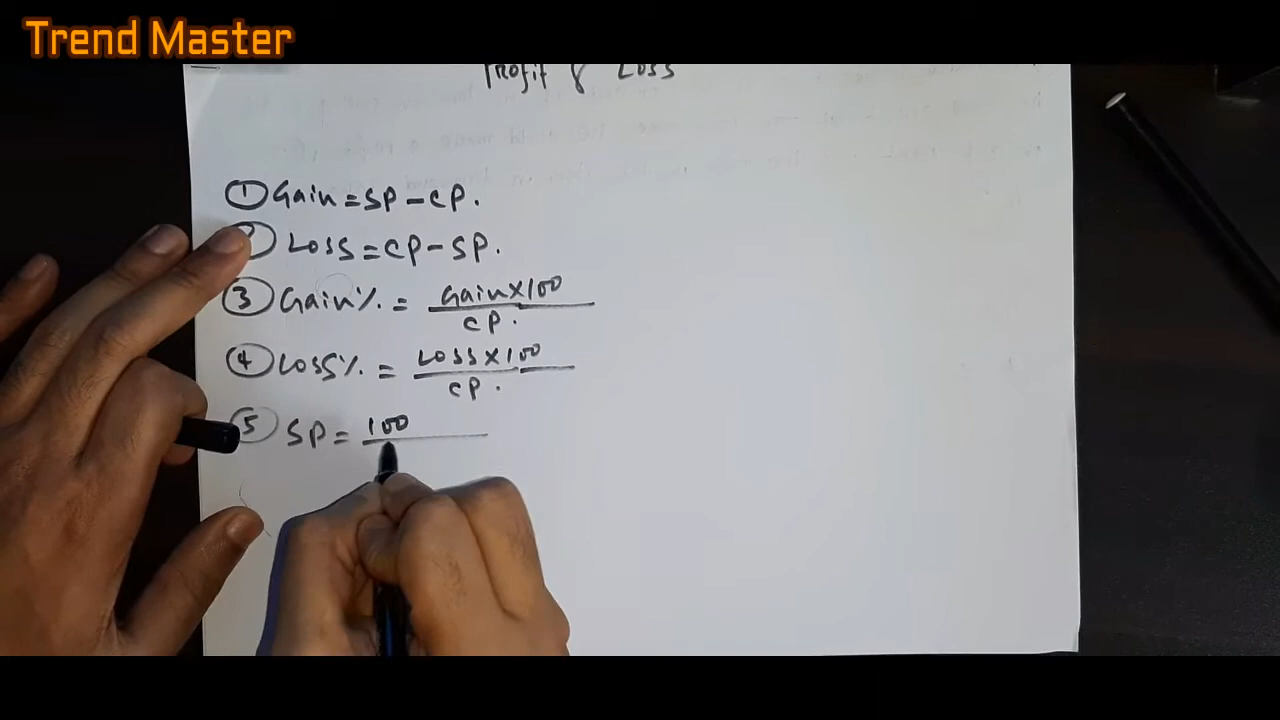 Trend Master
Profit & Loss
① Gain = SP - CP.
② Loss = CP - SP.
③ Gain% = Gain×100 / CP.
④ Loss% = Loss×100 / CP.
⑤ SP = 100